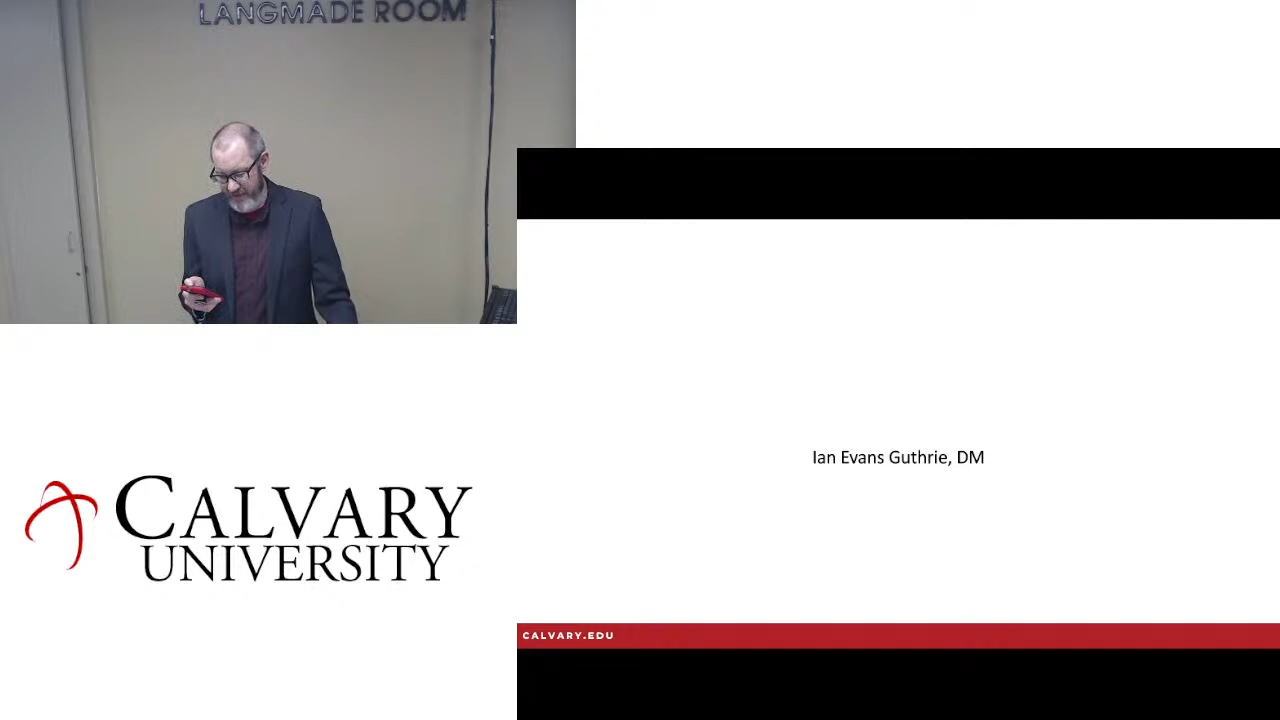 LANGMADE ROOM
Ian Evans Guthrie, DM
CALVARY
UNIVERSITY
CALVARY.EDU